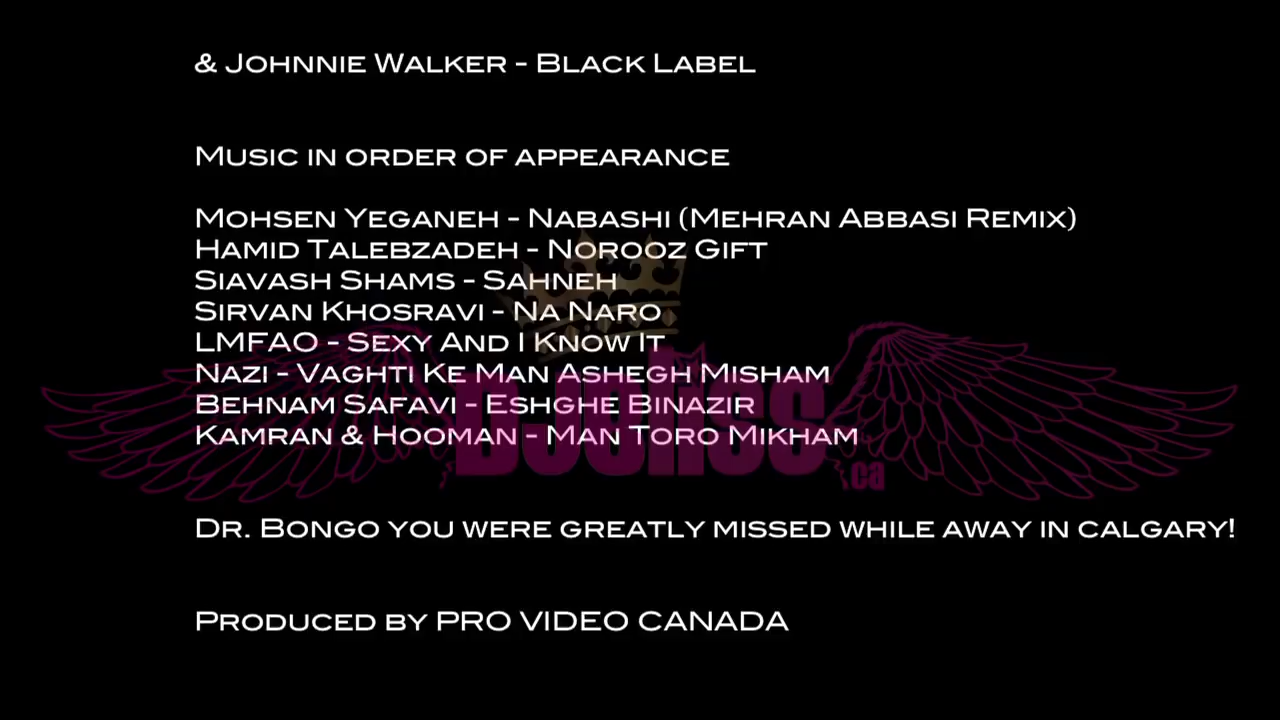 & Johnnie Walker - Black Label
Music in order of appearance
Mohsen Yeganeh - Nabashi (Mehran Abbasi Remix)
Hamid Talebzadeh - Norooz Gift
Siavash Shams - Sahneh
Sirvan Khosravi - Na Naro
LMFAO - Sexy And I Know It
Nazi - Vaghti Ke Man Ashegh Misham
Behnam Safavi - Eshghe Binazir
Kamran & Hooman - Man Toro Mikham
.ca
Dr. Bongo you were greatly missed while away in calgary!
Produced by PRO VIDEO CANADA